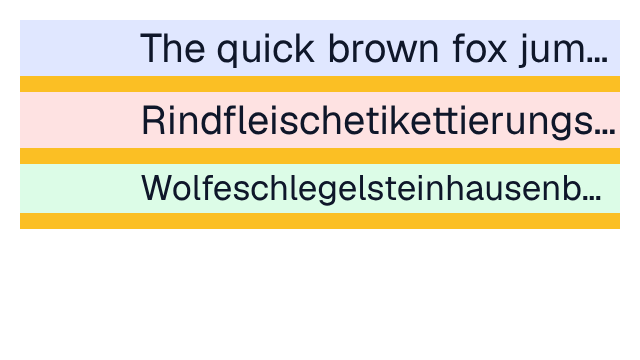 The quick brown fox jum…
Rindfleischetikettierungs…
Wolfeschlegelsteinhausenb…